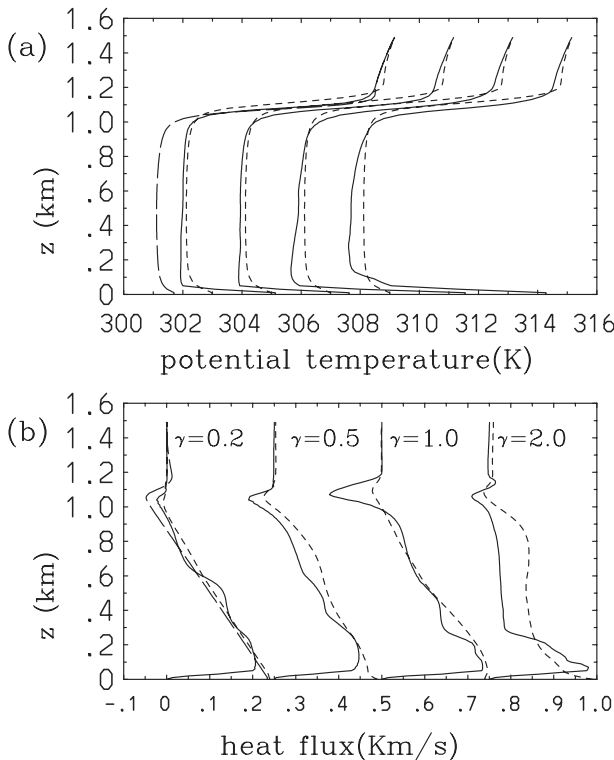 (a)
1.6
1.4
1.2
1.0
.8
.6
.4
.2
0
z (km)
300 302 304 306 308 310 312 314 316
potential temperature(K)
(b)
1.6
1.4
1.2
1.0
.8
.6
.4
.2
0
z (km)
γ=0.2 γ=0.5 γ=1.0 γ=2.0
-.1 0 .1 .2 .3 .4 .5 .6 .7 .8 .9 1.0
heat flux(Km/s)